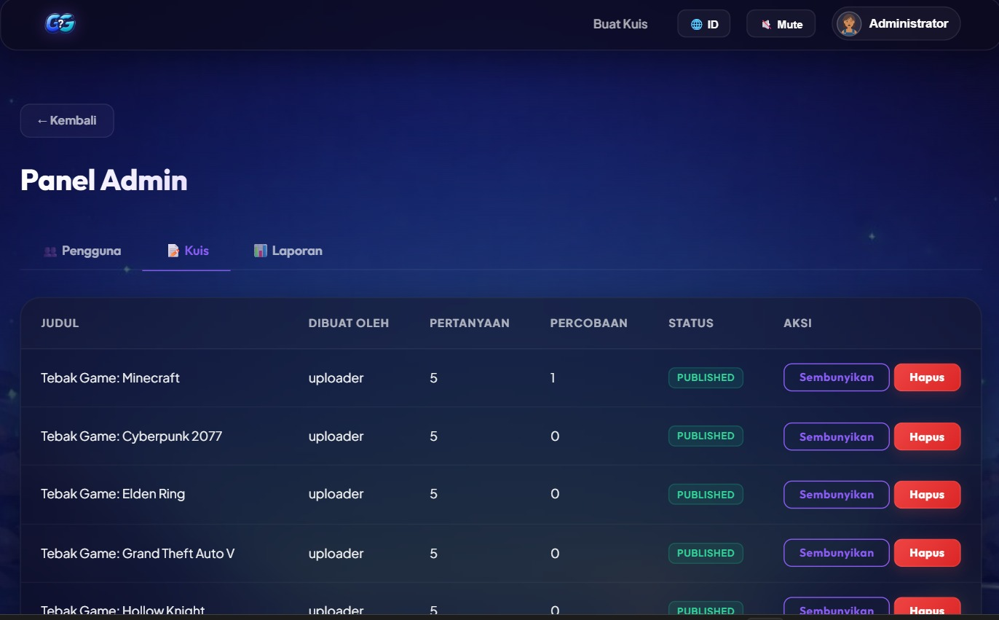 G?G Buat Kuis ID Mute Administrator
← Kembali
Panel Admin
Pengguna Kuis Laporan
JUDUL DIBUAT OLEH PERTANYAAN PERCOBAAN STATUS AKSI
Tebak Game: Minecraft uploader 5 1 PUBLISHED Sembunyikan Hapus
Tebak Game: Cyberpunk 2077 uploader 5 0 PUBLISHED Sembunyikan Hapus
Tebak Game: Elden Ring uploader 5 0 PUBLISHED Sembunyikan Hapus
Tebak Game: Grand Theft Auto V uploader 5 0 PUBLISHED Sembunyikan Hapus
Tebak Game: Hollow Knight uploader 5 0 PUBLISHED Sembunyikan Hapus